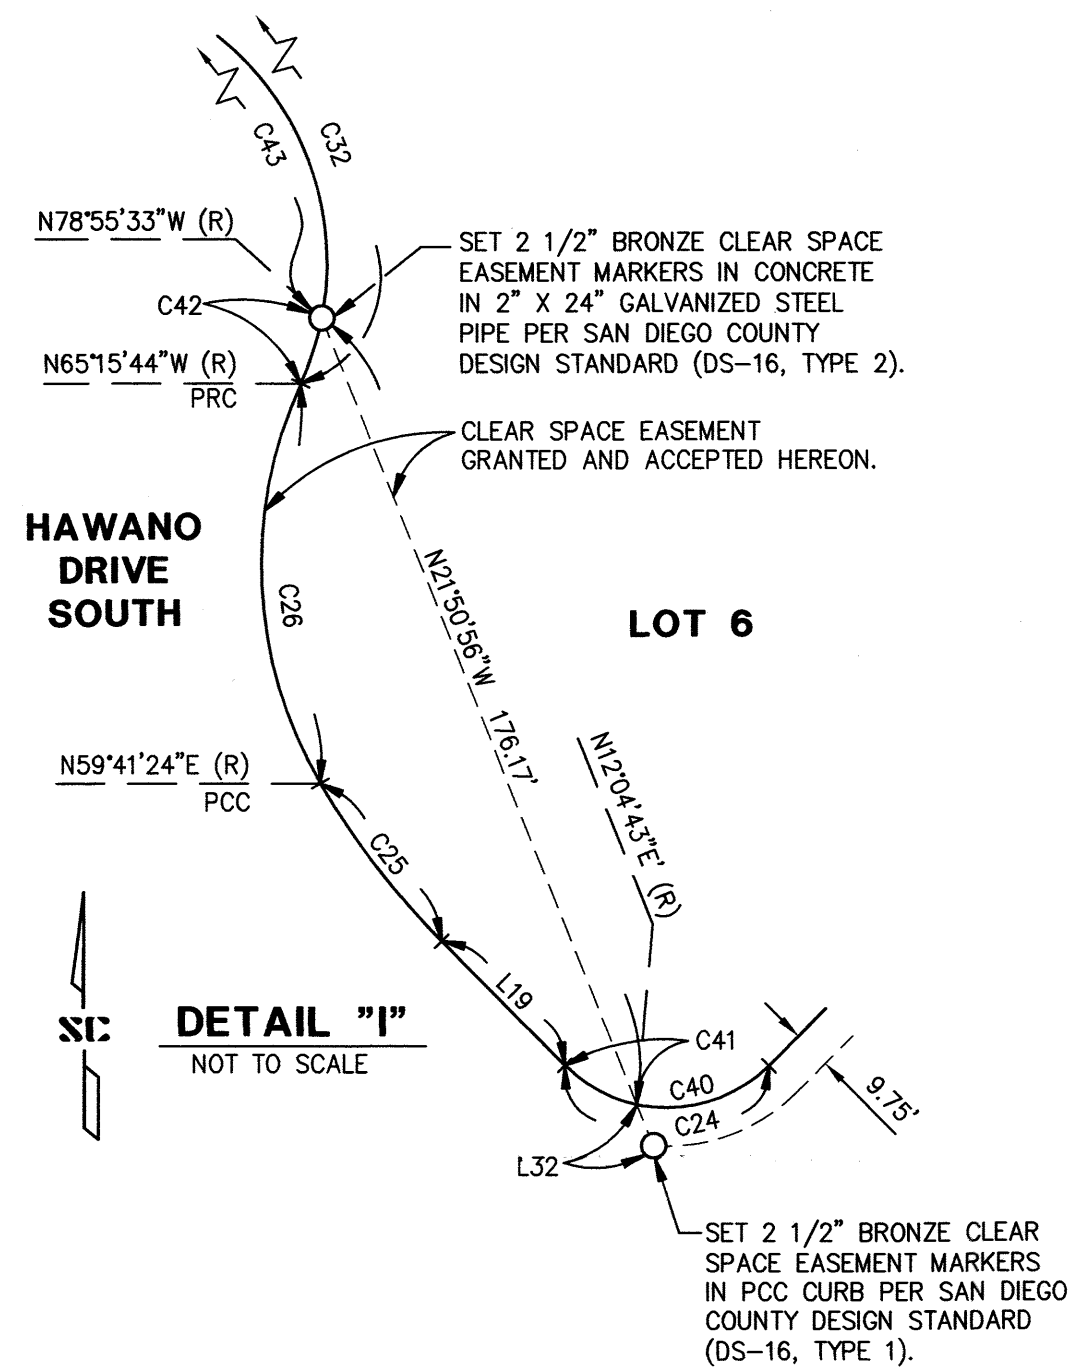 C43
C32
N78°55'33"W (R)
SET 2 1/2" BRONZE CLEAR SPACE
EASEMENT MARKERS IN CONCRETE
IN 2" X 24" GALVANIZED STEEL
PIPE PER SAN DIEGO COUNTY
DESIGN STANDARD (DS-16, TYPE 2).
C42
N65°15'44"W (R)
PRC
CLEAR SPACE EASEMENT
GRANTED AND ACCEPTED HEREON.
HAWANO
DRIVE
SOUTH
C26
N21°50'56"W 176.17'
LOT 6
N59°41'24"E (R)
PCC
N12°04'43"E' (R)
C25
L19
SC
DETAIL "I"
NOT TO SCALE
C41
C40
C24
9.75'
L32
SET 2 1/2" BRONZE CLEAR
SPACE EASEMENT MARKERS
IN PCC CURB PER SAN DIEGO
COUNTY DESIGN STANDARD
(DS-16, TYPE 1).